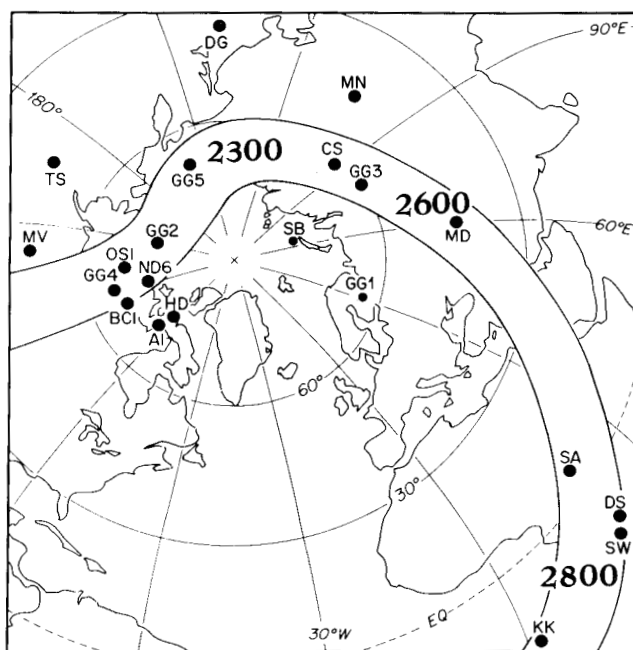 DG
90°E
MN
180°
2300
CS
TS
GG5
GG3
2600
MD
60°E
MV
GG2
SB
OSI
GG4
ND6
HD
GG1
BCI
AI
60°
30°
SA
DS
SW
2800
30°W
EQ
KK